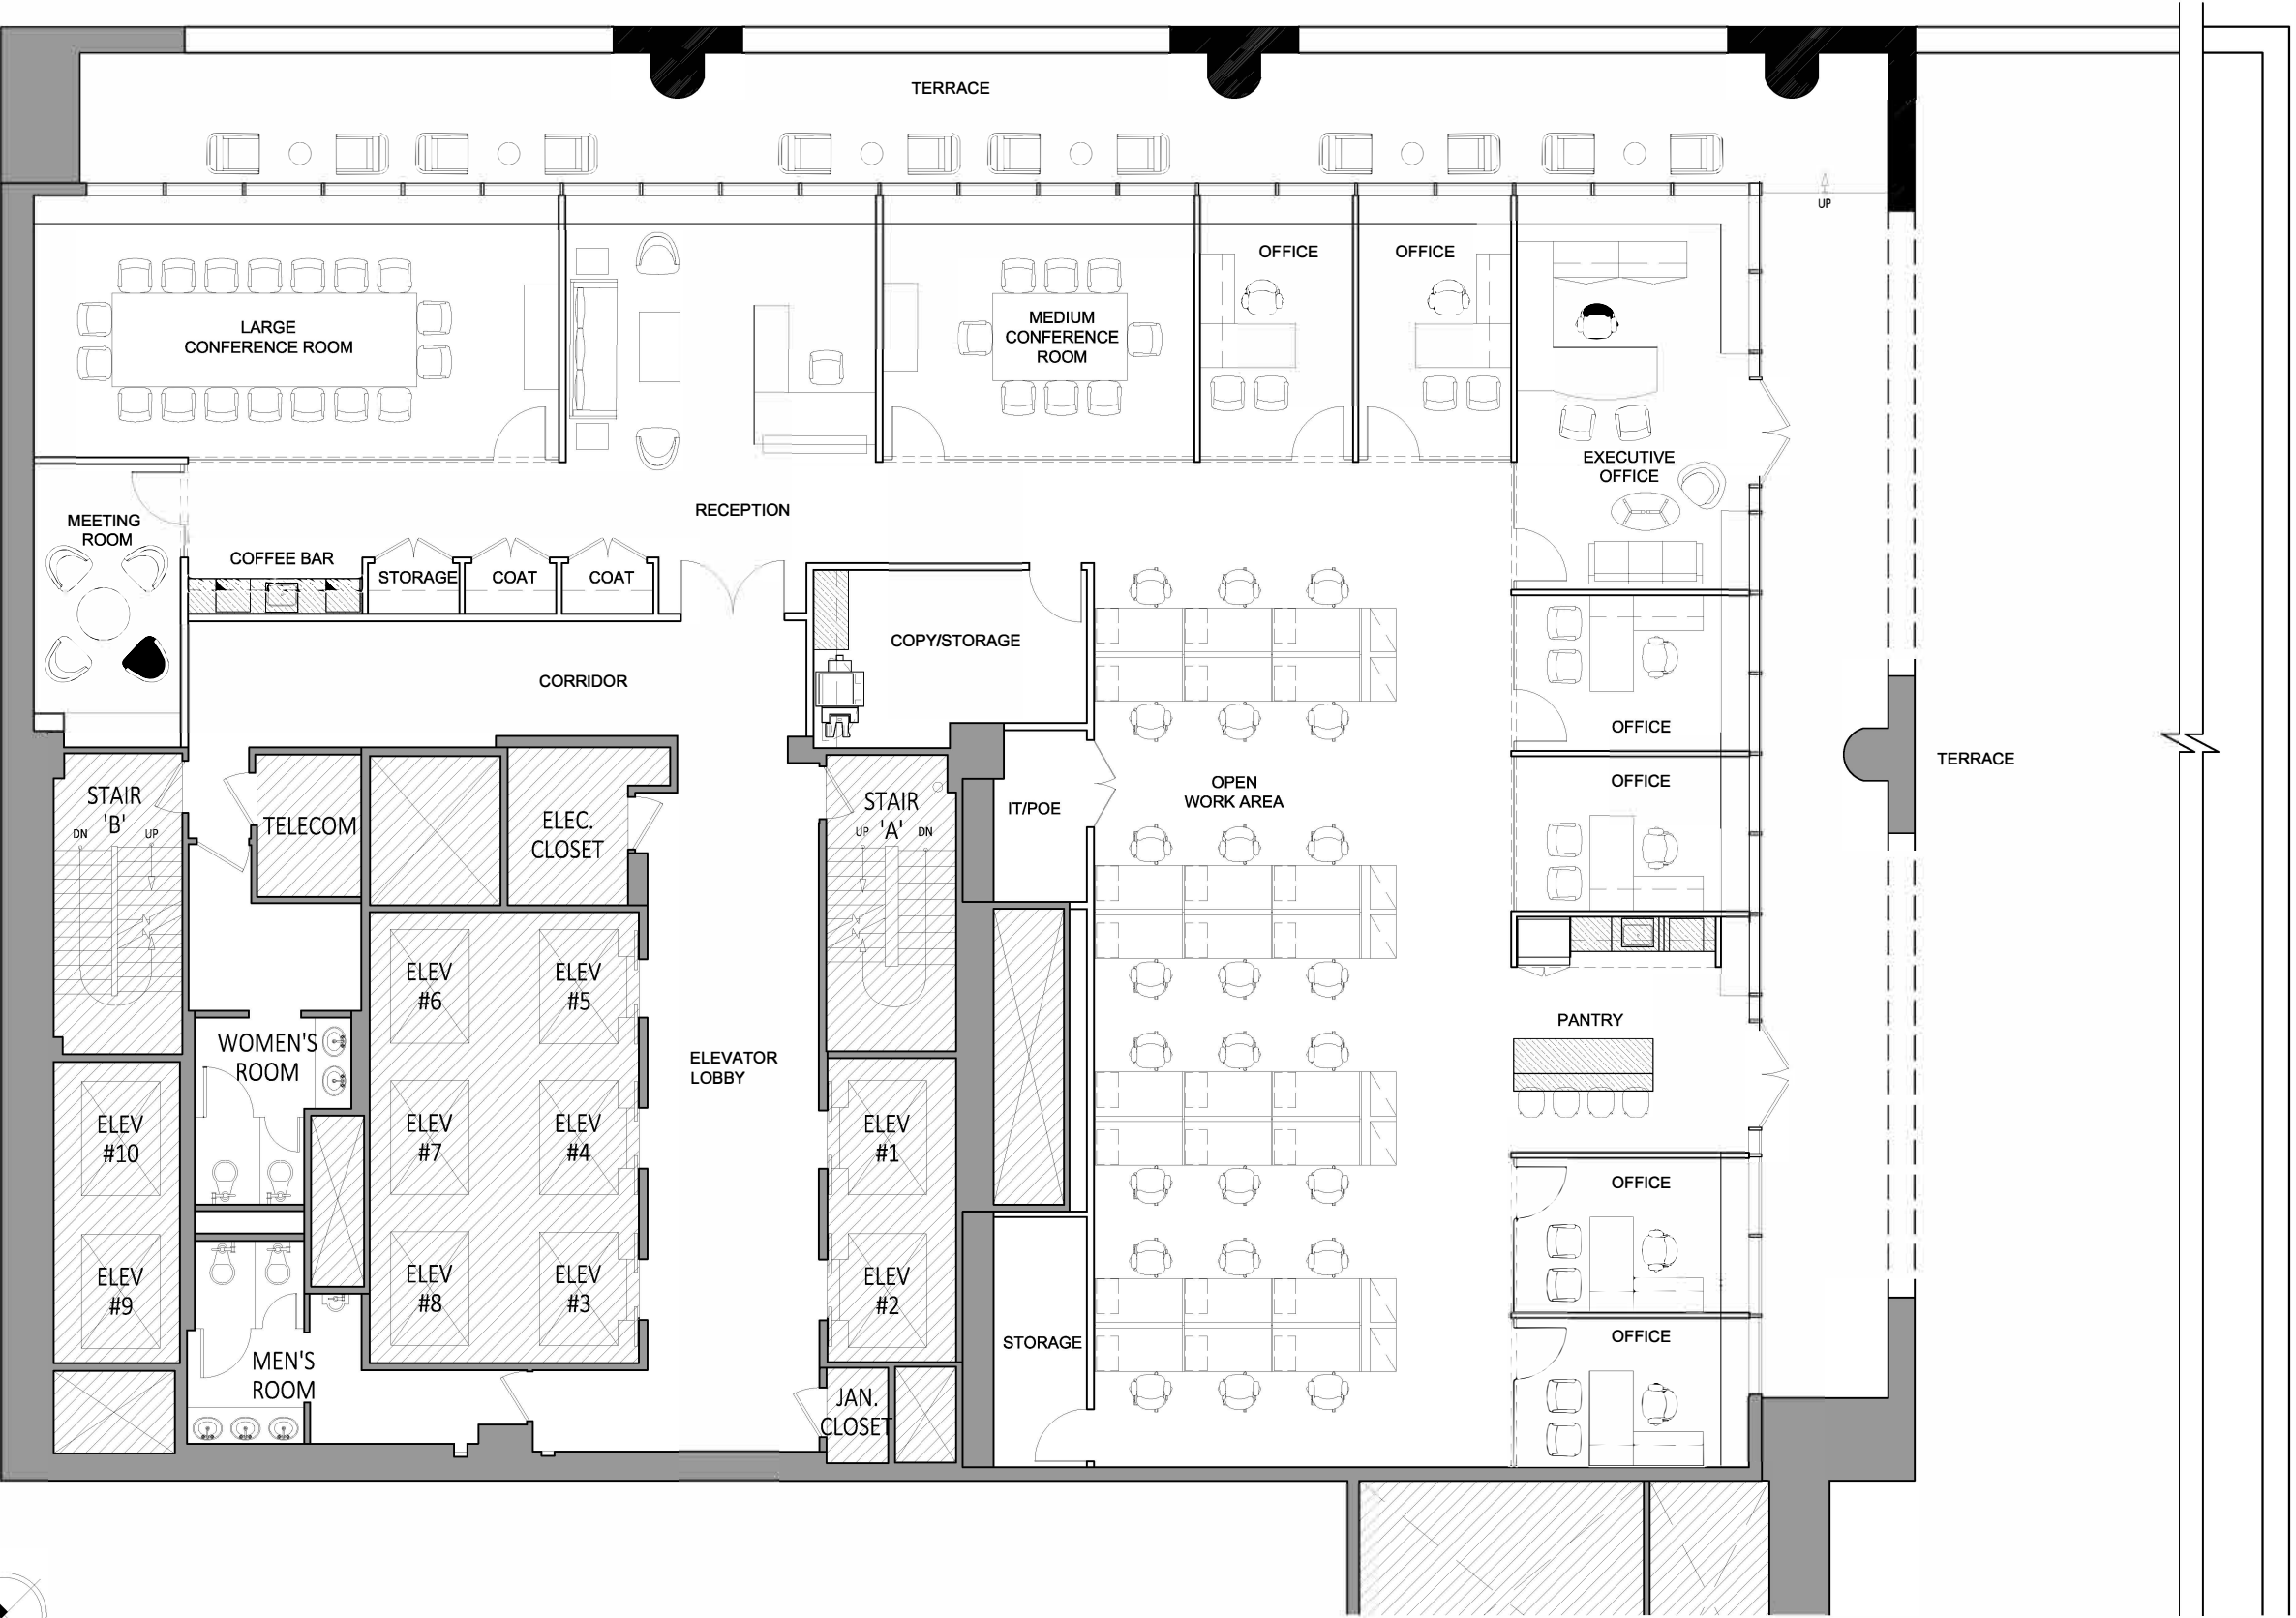 TERRACE
UP
OFFICE
OFFICE
LARGE
CONFERENCE ROOM
MEDIUM
CONFERENCE
ROOM
EXECUTIVE
OFFICE
RECEPTION
MEETING
ROOM
COFFEE BAR
STORAGE
COAT
COAT
COPY/STORAGE
CORRIDOR
OFFICE
TERRACE
OFFICE
OPEN
WORK AREA
IT/POE
STAIR
'B'
DN
UP
TELECOM
ELEC.
CLOSET
STAIR
'A'
UP
DN
ELEV
#6
ELEV
#5
PANTRY
WOMEN'S
ROOM
ELEVATOR
LOBBY
ELEV
#10
ELEV
#7
ELEV
#4
ELEV
#1
OFFICE
ELEV
#9
ELEV
#8
ELEV
#3
ELEV
#2
STORAGE
OFFICE
MEN'S
ROOM
JAN.
CLOSET